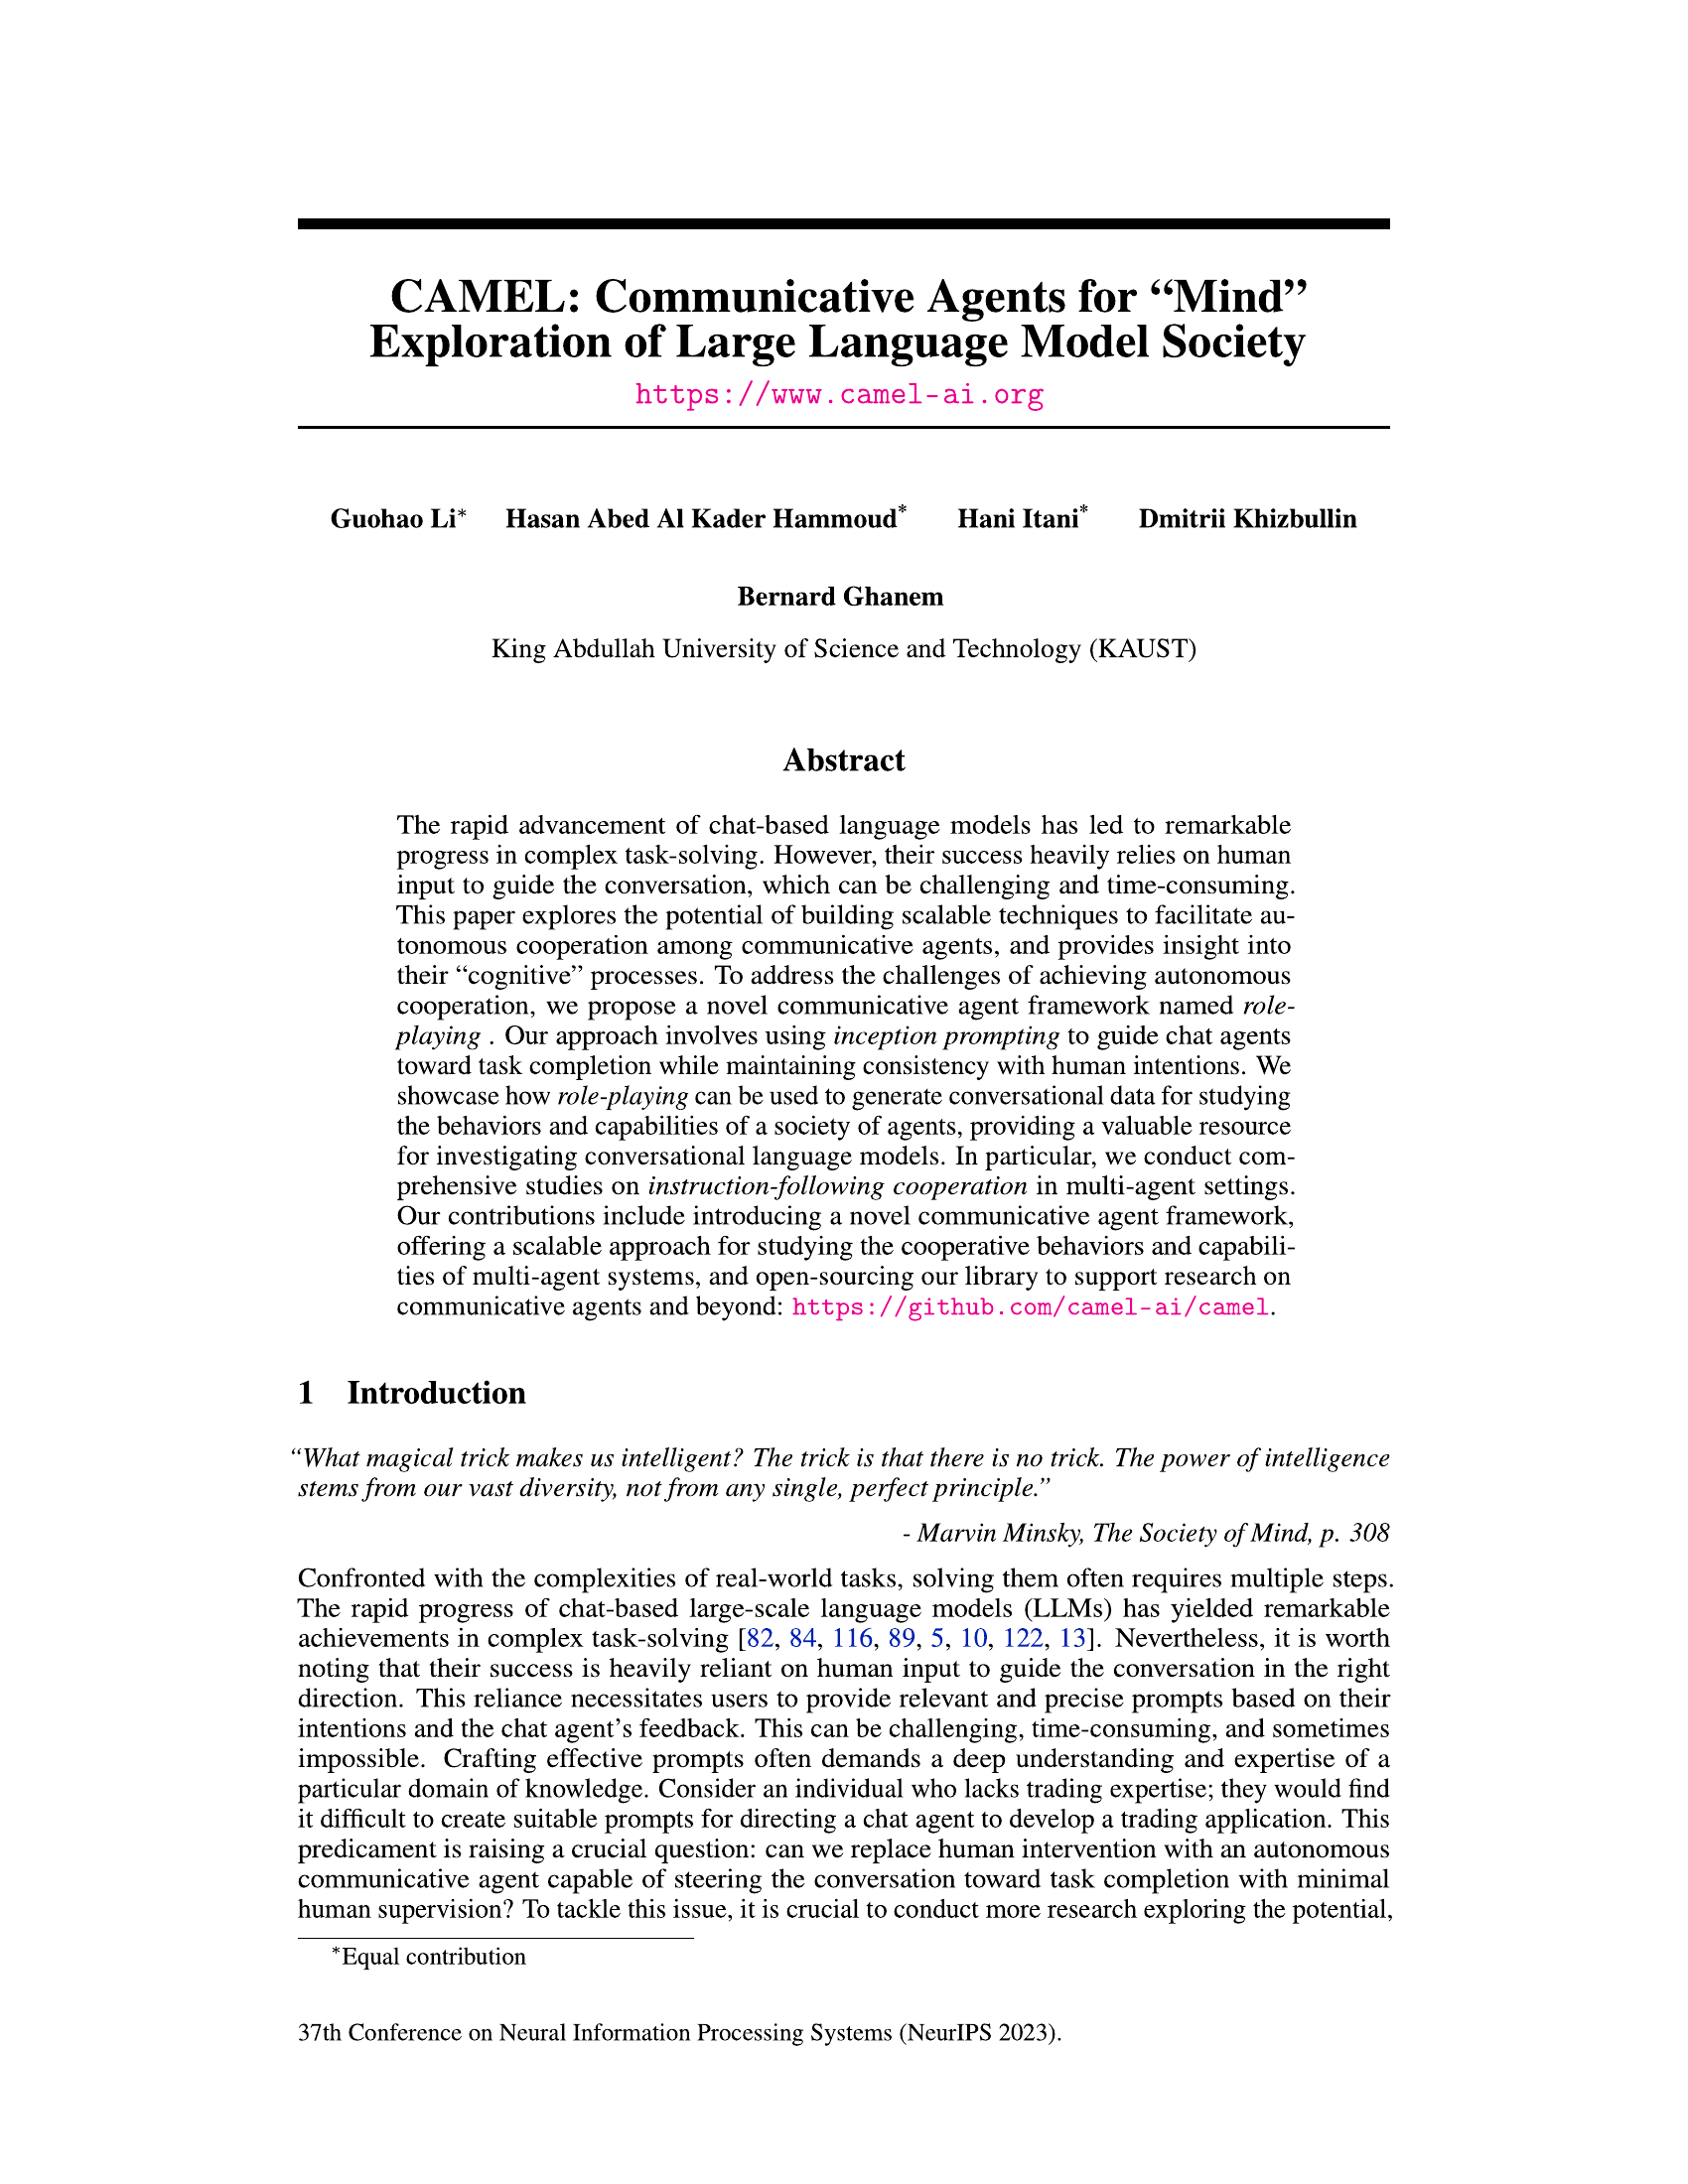 CAMEL: Communicative Agents for “Mind”
Exploration of Large Language Model Society
https://www.camel-ai.org
Guohao Li* Hasan Abed Al Kader Hammoud* Hani Itani* Dmitrii Khizbullin
Bernard Ghanem
King Abdullah University of Science and Technology (KAUST)
Abstract
The rapid advancement of chat-based language models has led to remarkable
progress in complex task-solving. However, their success heavily relies on human
input to guide the conversation, which can be challenging and time-consuming.
This paper explores the potential of building scalable techniques to facilitate au-
tonomous cooperation among communicative agents, and provides insight into
their “cognitive” processes. To address the challenges of achieving autonomous
cooperation, we propose a novel communicative agent framework named role-
playing . Our approach involves using inception prompting to guide chat agents
toward task completion while maintaining consistency with human intentions. We
showcase how role-playing can be used to generate conversational data for studying
the behaviors and capabilities of a society of agents, providing a valuable resource
for investigating conversational language models. In particular, we conduct com-
prehensive studies on instruction-following cooperation in multi-agent settings.
Our contributions include introducing a novel communicative agent framework,
offering a scalable approach for studying the cooperative behaviors and capabili-
ties of multi-agent systems, and open-sourcing our library to support research on
communicative agents and beyond: https://github.com/camel-ai/camel.
1 Introduction
“What magical trick makes us intelligent? The trick is that there is no trick. The power of intelligence
stems from our vast diversity, not from any single, perfect principle.”
- Marvin Minsky, The Society of Mind, p. 308
Confronted with the complexities of real-world tasks, solving them often requires multiple steps.
The rapid progress of chat-based large-scale language models (LLMs) has yielded remarkable
achievements in complex task-solving [82, 84, 116, 89, 5, 10, 122, 13]. Nevertheless, it is worth
noting that their success is heavily reliant on human input to guide the conversation in the right
direction. This reliance necessitates users to provide relevant and precise prompts based on their
intentions and the chat agent’s feedback. This can be challenging, time-consuming, and sometimes
impossible. Crafting effective prompts often demands a deep understanding and expertise of a
particular domain of knowledge. Consider an individual who lacks trading expertise; they would find
it difficult to create suitable prompts for directing a chat agent to develop a trading application. This
predicament is raising a crucial question: can we replace human intervention with an autonomous
communicative agent capable of steering the conversation toward task completion with minimal
human supervision? To tackle this issue, it is crucial to conduct more research exploring the potential,
*Equal contribution
37th Conference on Neural Information Processing Systems (NeurIPS 2023).